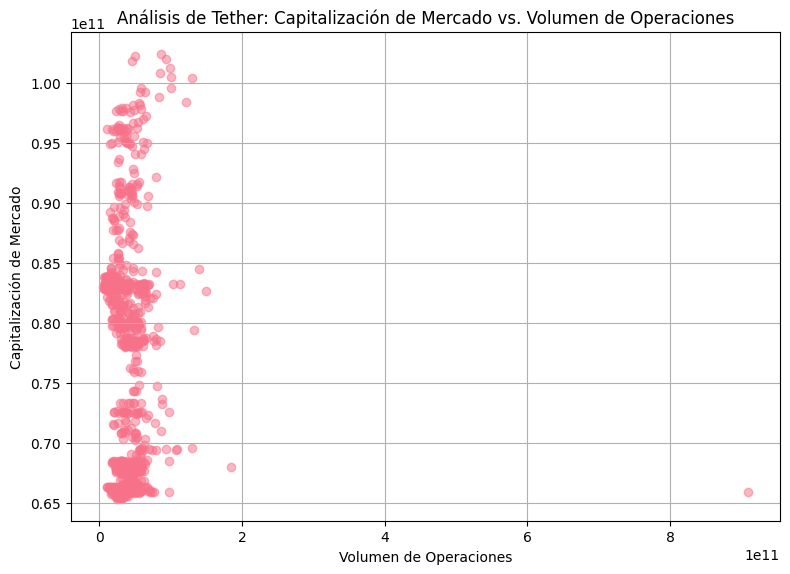 Análisis de Tether: Capitalización de Mercado vs. Volumen de Operaciones
1e11
1.00
0.95
0.90
0.85
0.80
0.75
0.70
0.65
Capitalización de Mercado
0 2 4 6 8
1e11
Volumen de Operaciones